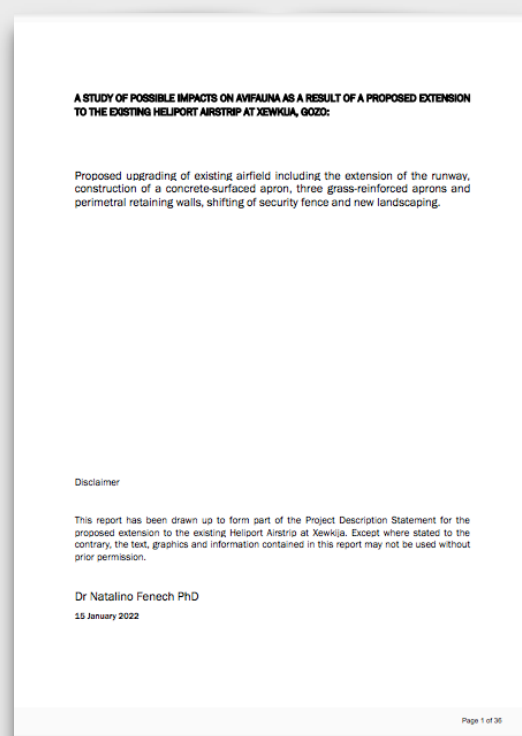 A STUDY OF POSSIBLE IMPACTS ON AVIFAUNA AS A RESULT OF A PROPOSED EXTENSION
TO THE EXISTING HELIPORT AIRSTRIP AT XEWKIJA, GOZO:
Proposed upgrading of existing airfield including the extension of the runway,
construction of a concrete-surfaced apron, three grass-reinforced aprons and
perimetral retaining walls, shifting of security fence and new landscaping.
Disclaimer
This report has been drawn up to form part of the Project Description Statement for the
proposed extension to the existing Heliport Airstrip at Xewkija. Except where stated to the
contrary, the text, graphics and information contained in this report may not be used without
prior permission.
Dr Natalino Fenech PhD
15 January 2022
Page 1 of 36